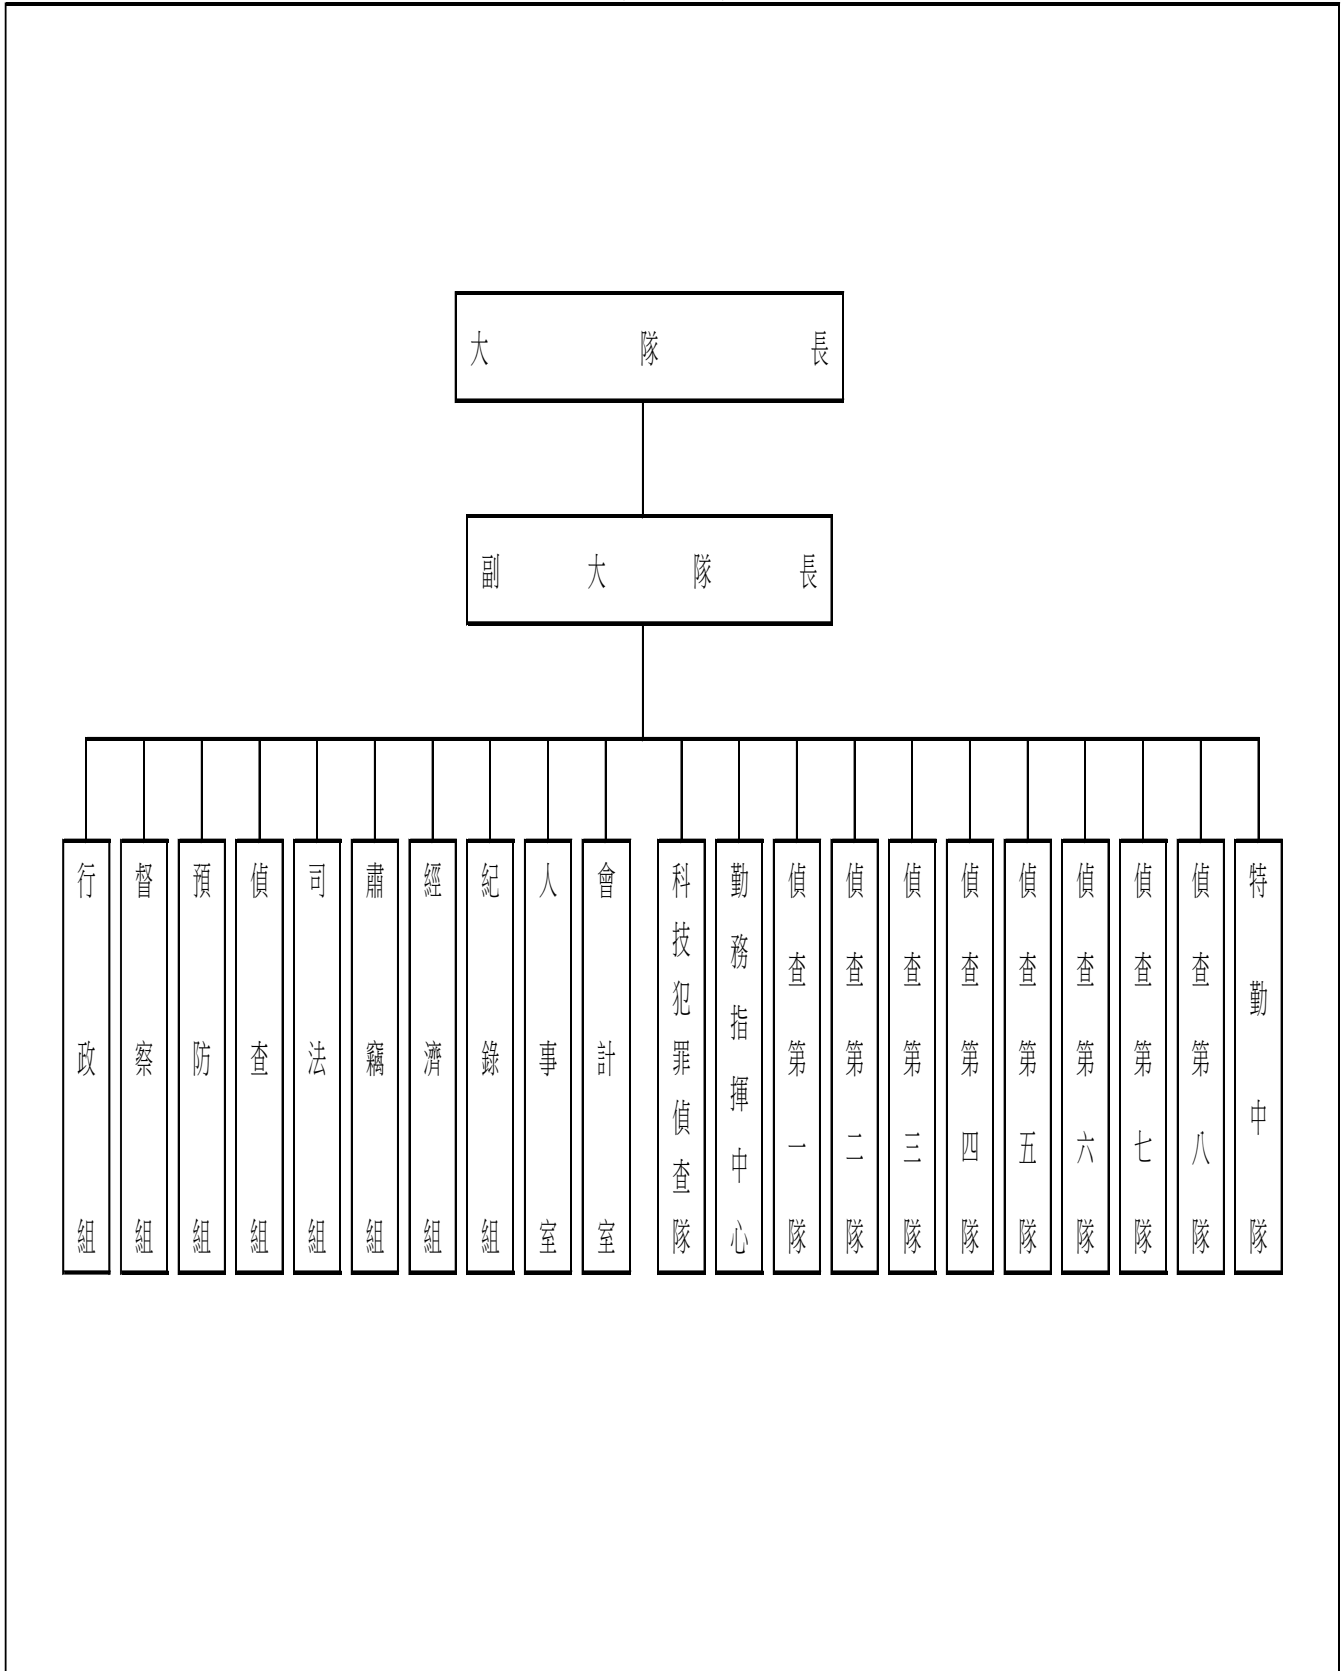 大隊長
副大隊長
行政組
督察組
預防組
偵查組
司法組
肅竊組
經濟組
紀錄組
人事室
會計室
科技犯罪偵查隊
勤務指揮中心
偵查第一隊
偵查第二隊
偵查第三隊
偵查第四隊
偵查第五隊
偵查第六隊
偵查第七隊
偵查第八隊
特勤中隊